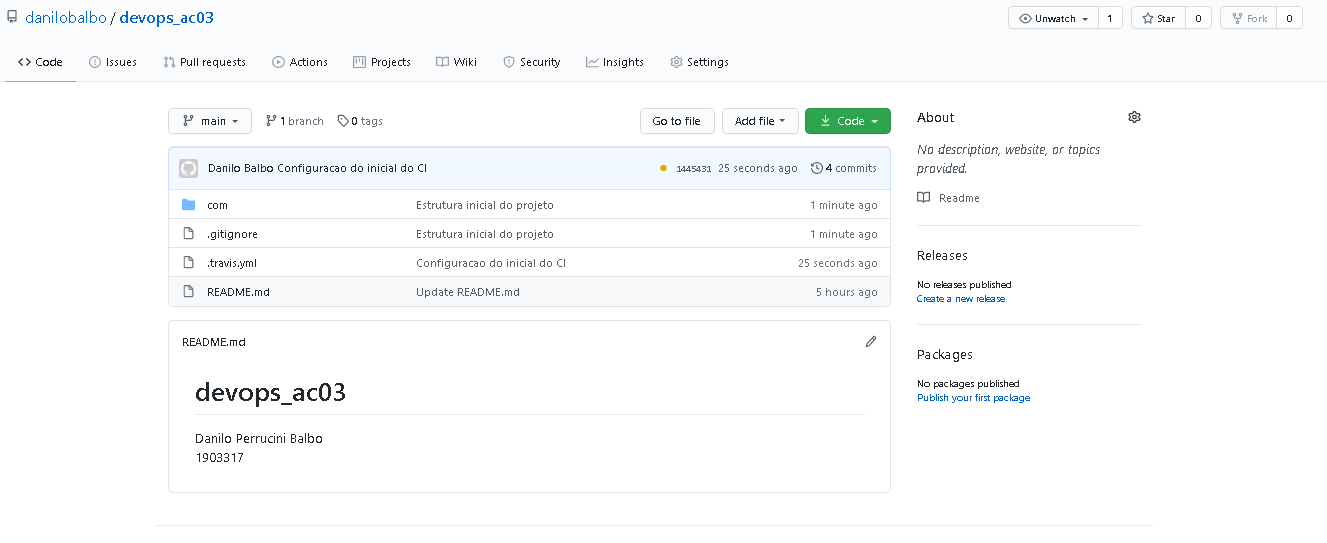 danilobalbo / devops_ac03 Unwatch 1 Star 0 Fork 0
Code Issues Pull requests Actions Projects Wiki Security Insights Settings
main 1 branch 0 tags Go to file Add file Code
Danilo Balbo Configuracao do inicial do CI 1445431 25 seconds ago 4 commits
com Estrutura inicial do projeto 1 minute ago
.gitignore Estrutura inicial do projeto 1 minute ago
.travis.yml Configuracao do inicial do CI 25 seconds ago
README.md Update README.md 5 hours ago
README.md
devops_ac03
Danilo Perrucini Balbo
1903317
About
No description, website, or topics
provided.
Readme
Releases
No releases published
Create a new release
Packages
No packages published
Publish your first package